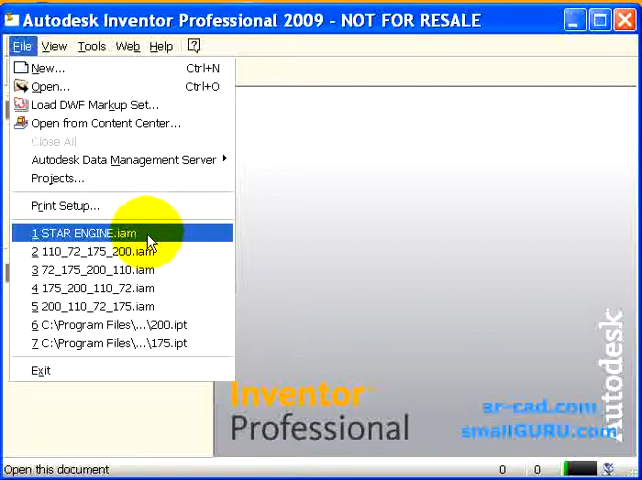 Autodesk Inventor Professional 2009 - NOT FOR RESALE
File View Tools Web Help
New... Ctrl+N
Open... Ctrl+O
Load DWF Markup Set...
Open from Content Center...
Close All
Autodesk Data Management Server
Projects...
Print Setup...
1 STAR ENGINE.iam
2 110_72_175_200.iam
3 72_175_200_110.iam
4 175_200_110_72.iam
5 200_110_72_175.iam
6 C:\Program Files\...\200.ipt
7 C:\Program Files\...\175.ipt
Exit
Autodesk
Inventor
Professional
ar-cad.com
smallGURU.com
Open this document 0 0